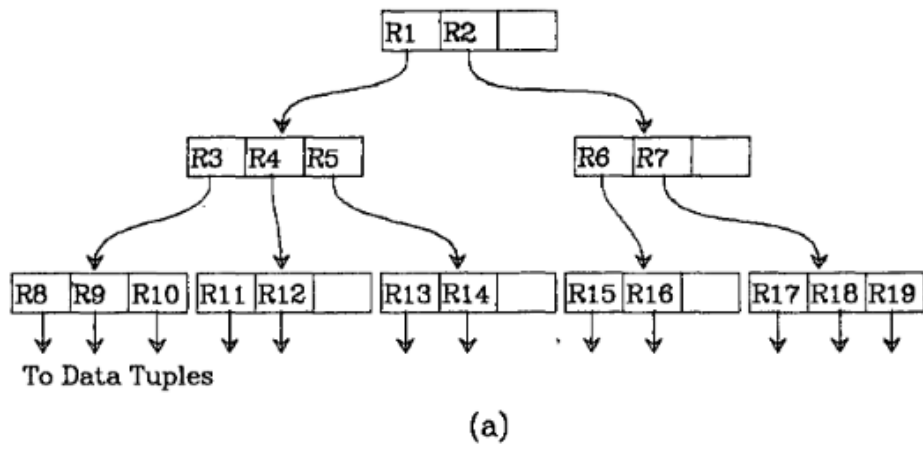 R1 R2
R3 R4 R5 R6 R7
R8 R9 R10 R11 R12 R13 R14 R15 R16 R17 R18 R19
To Data Tuples
(a)